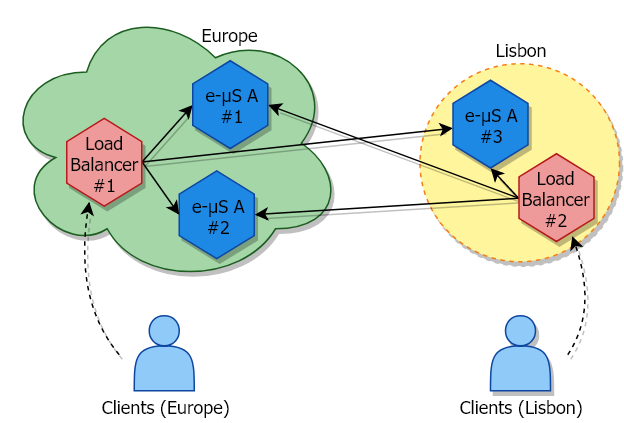 Europe
Lisbon
e-μS A
#1
e-μS A
#3
Load
Balancer
#1
Load
Balancer
#2
e-μS A
#2
Clients (Europe)
Clients (Lisbon)